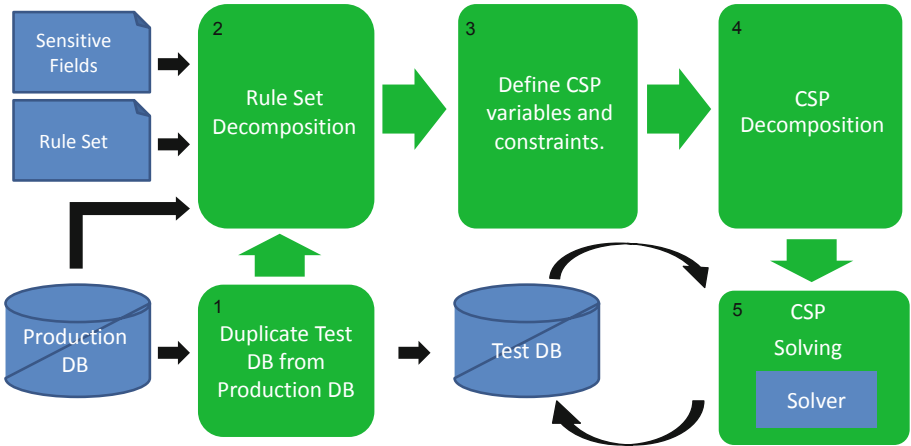 Sensitive
Fields
Rule Set
2
Rule Set
Decomposition
3
Define CSP
variables and
constraints.
4
CSP
Decomposition
Production
DB
1
Duplicate Test
DB from
Production DB
Test DB
5
CSP
Solving
Solver